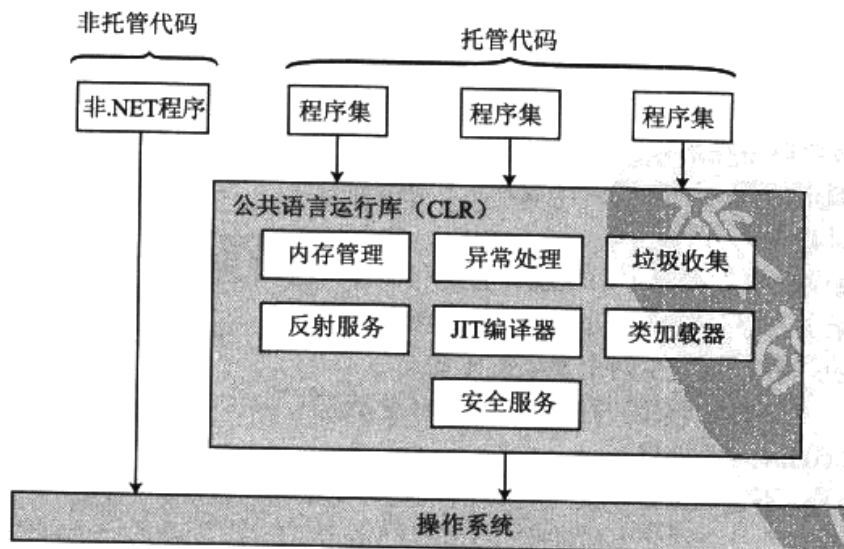 非托管代码
托管代码
非.NET程序
程序集
程序集
程序集
公共语言运行库（CLR）
内存管理
异常处理
垃圾收集
反射服务
JIT编译器
类加载器
安全服务
操作系统